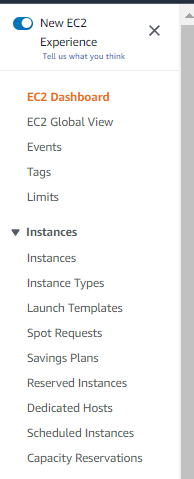 New EC2
Experience
Tell us what you think
EC2 Dashboard
EC2 Global View
Events
Tags
Limits
Instances
Instances
Instance Types
Launch Templates
Spot Requests
Savings Plans
Reserved Instances
Dedicated Hosts
Scheduled Instances
Capacity Reservations